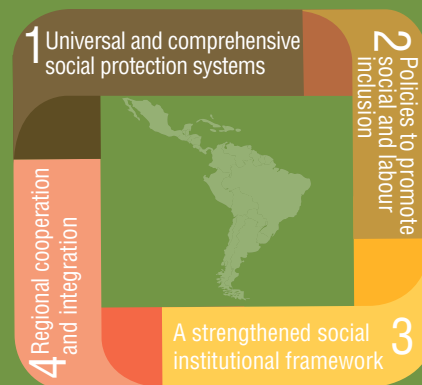 1 Universal and comprehensive
social protection systems
2 Policies to promote
social and labour
inclusion
A strengthened social
institutional framework 3
4 Regional cooperation
and integration